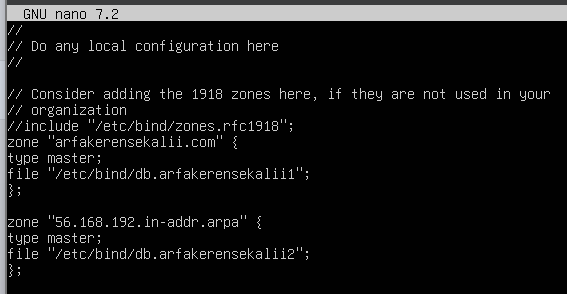 GNU nano 7.2
//
// Do any local configuration here
//
// Consider adding the 1918 zones here, if they are not used in your
// organization
//include "/etc/bind/zones.rfc1918";
zone "arfakerensekalii.com" {
type master;
file "/etc/bind/db.arfakerensekalii1";
};
zone "56.168.192.in-addr.arpa" {
type master;
file "/etc/bind/db.arfakerensekalii2";
};